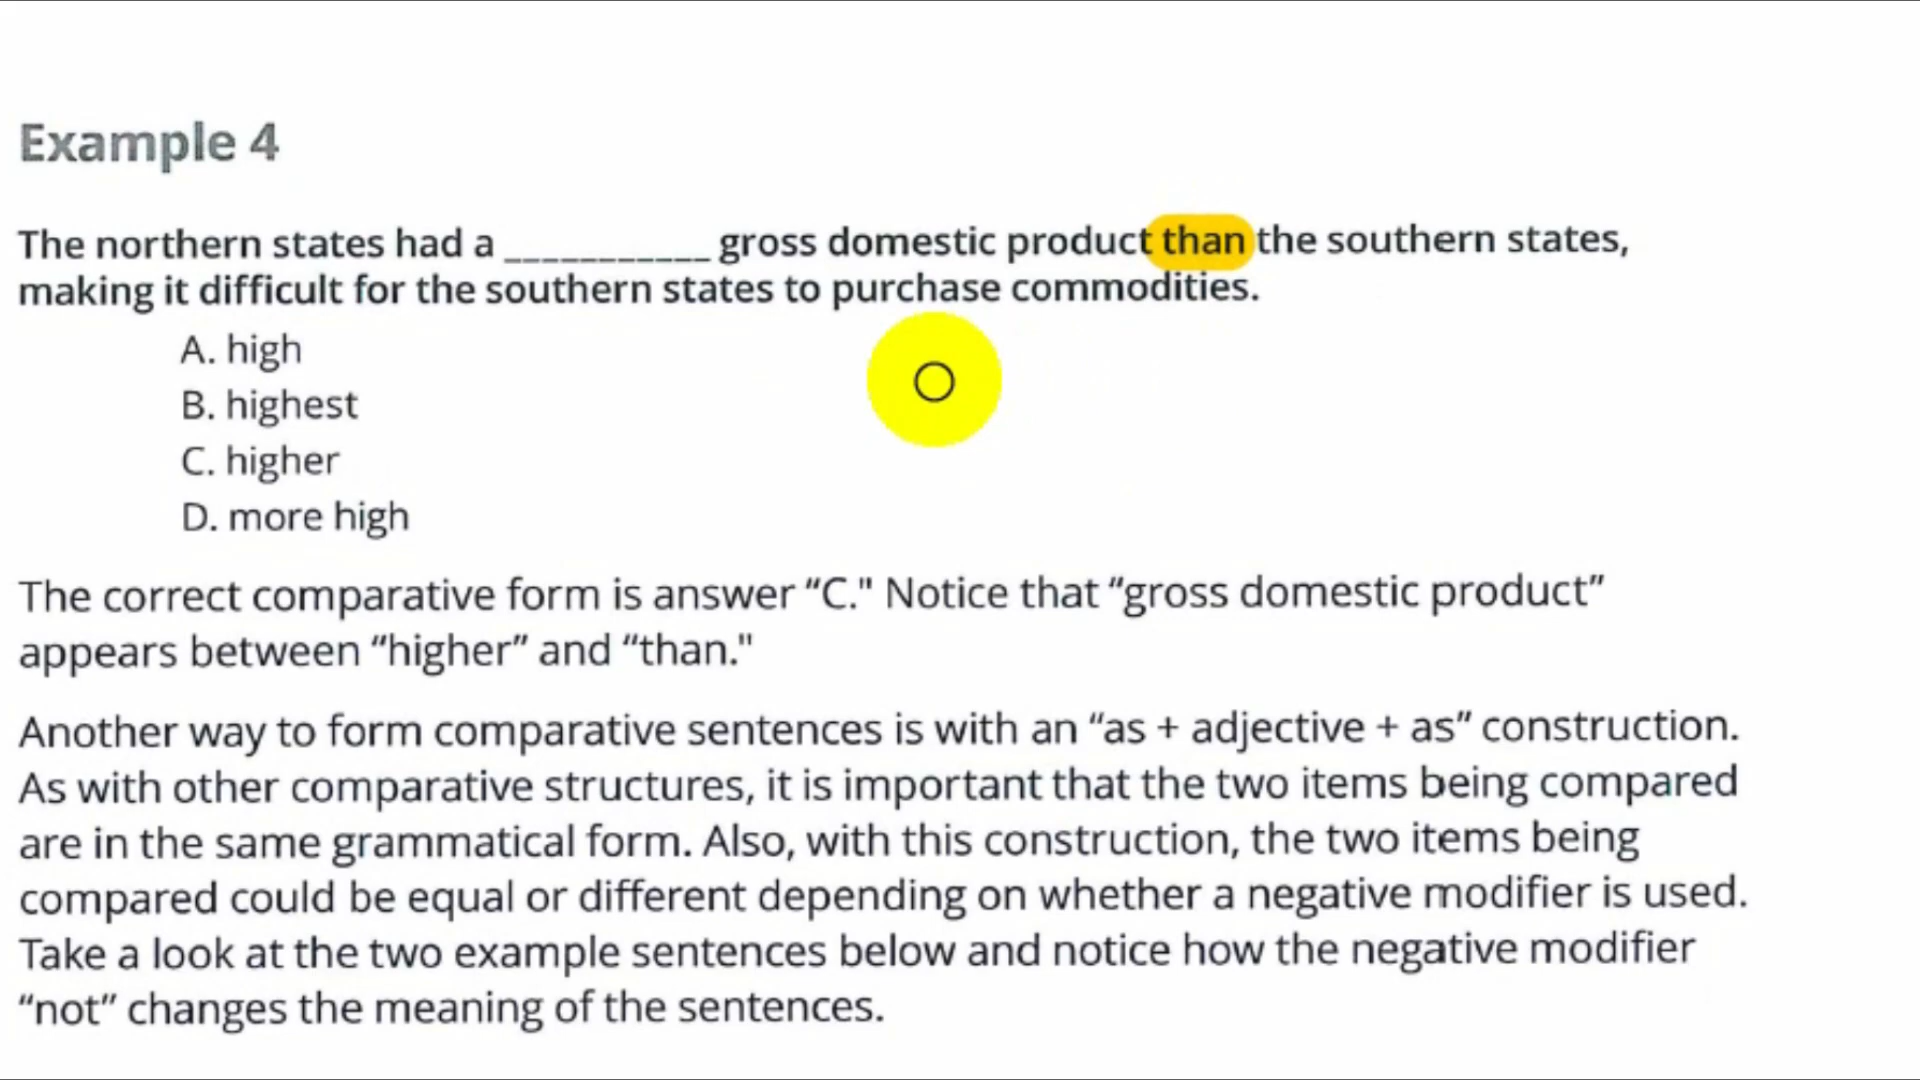 Example 4
The northern states had a ___________ gross domestic product than the southern states,
making it difficult for the southern states to purchase commodities.
A. high
B. highest
C. higher
D. more high
The correct comparative form is answer “C." Notice that “gross domestic product”
appears between “higher” and “than."
Another way to form comparative sentences is with an “as + adjective + as” construction.
As with other comparative structures, it is important that the two items being compared
are in the same grammatical form. Also, with this construction, the two items being
compared could be equal or different depending on whether a negative modifier is used.
Take a look at the two example sentences below and notice how the negative modifier
“not” changes the meaning of the sentences.